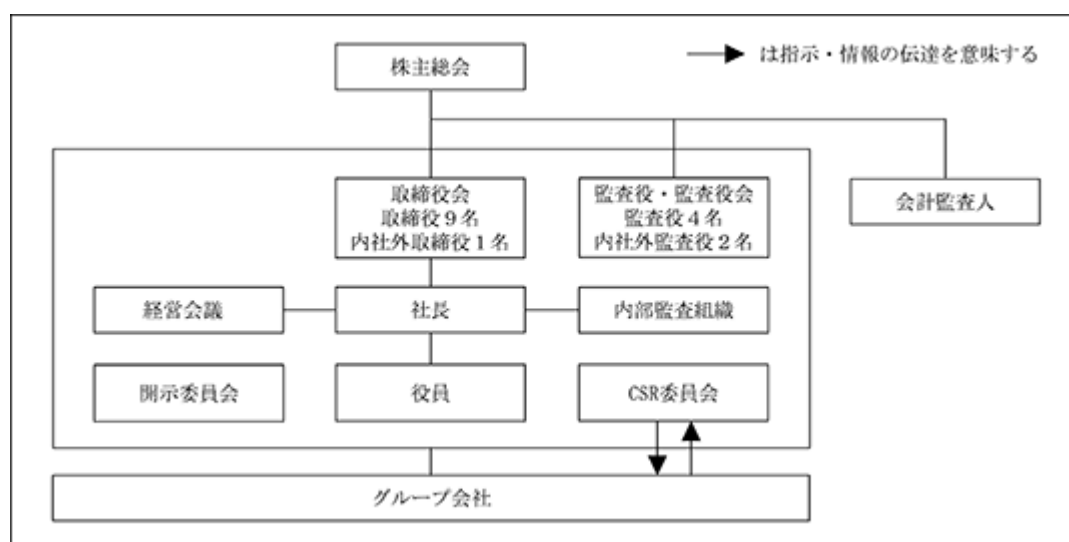 株主総会
は指示・情報の伝達を意味する
取締役会
取締役９名
内社外取締役１名
監査役・監査役会
監査役４名
内社外監査役２名
会計監査人
経営会議
社長
内部監査組織
開示委員会
役員
CSR委員会
グループ会社